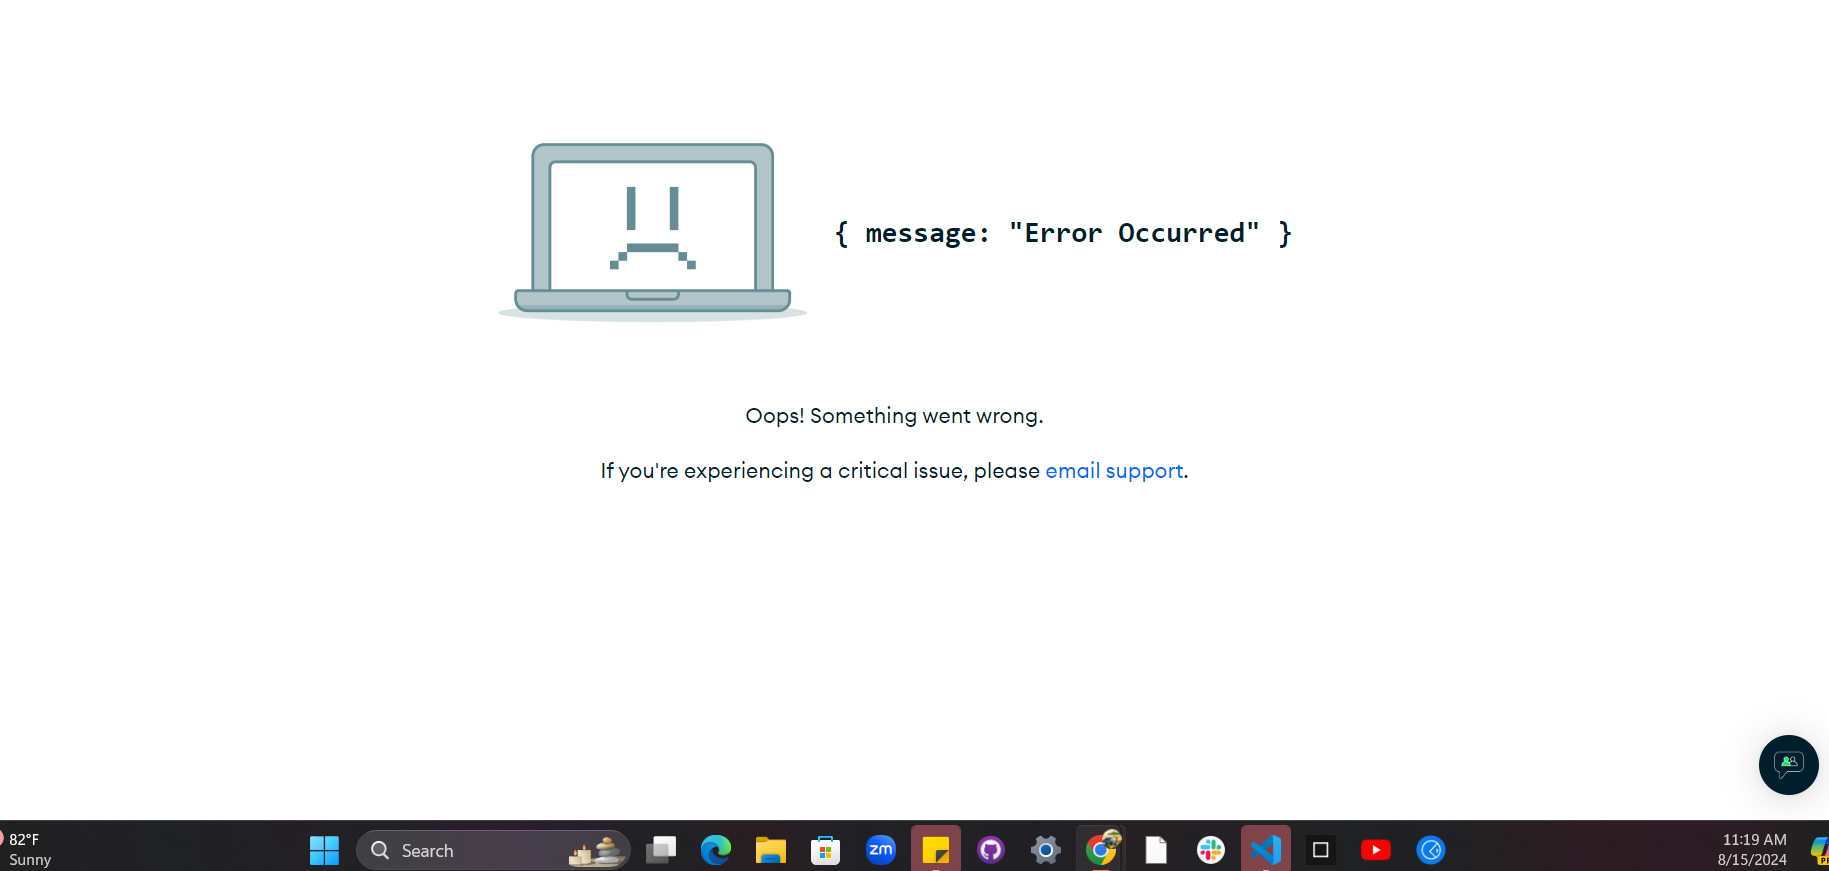 { message: "Error Occurred" }
Oops! Something went wrong.
If you're experiencing a critical issue, please email support.
82°F
Sunny
Search
zm
11:19 AM
8/15/2024